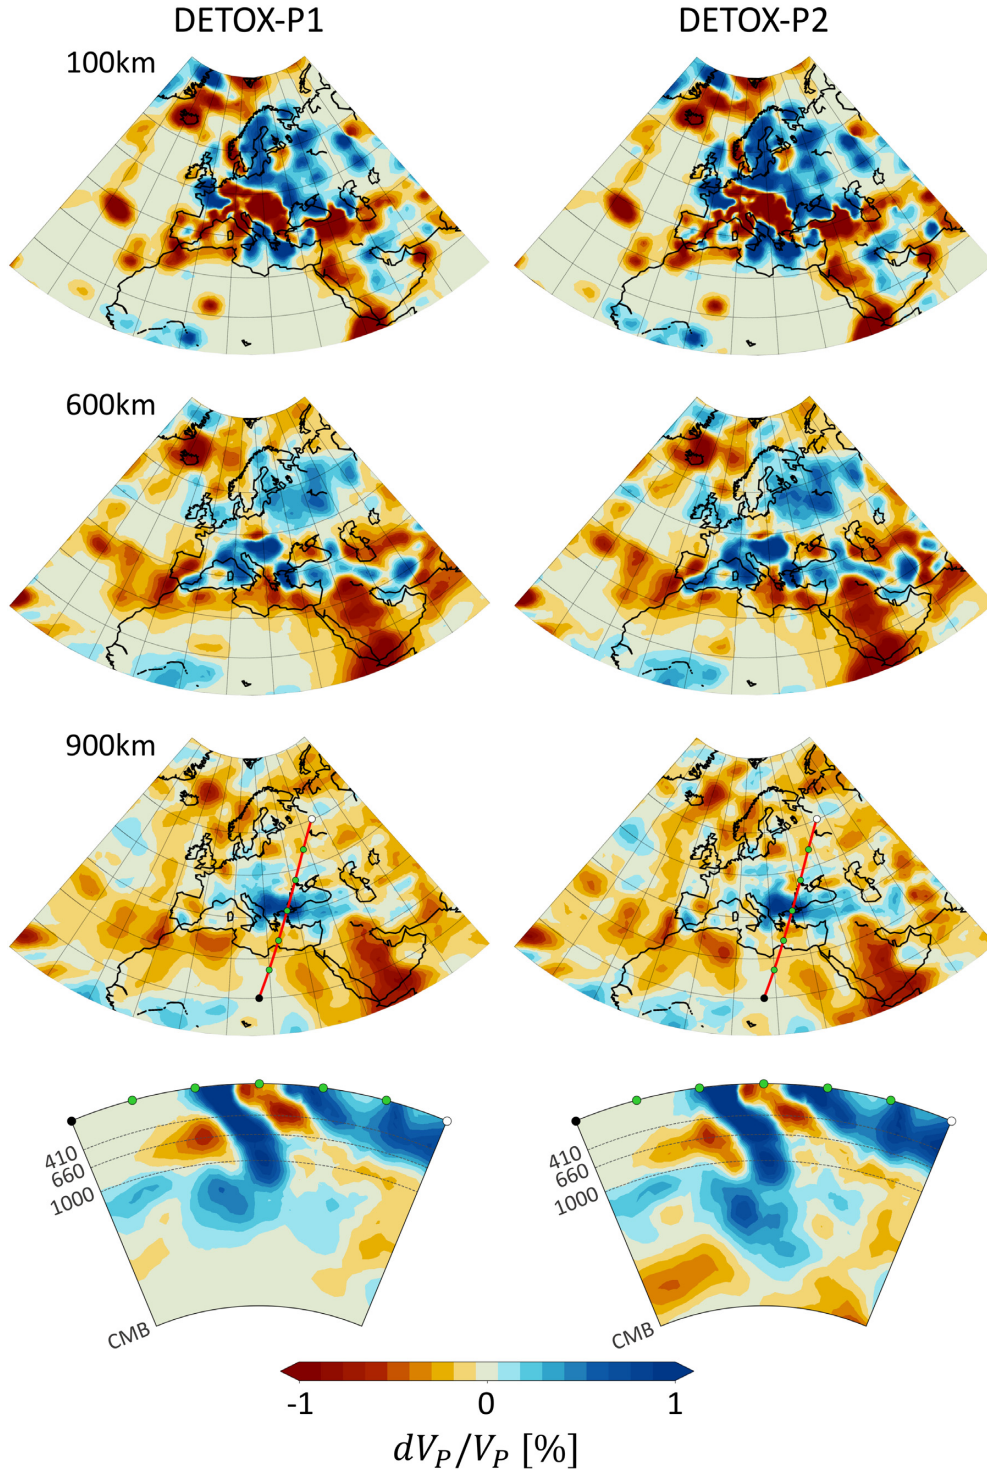 DETOX-P1 DETOX-P2
100km
600km
900km
410 410
660 660
1000 1000
CMB CMB
-1 0 1
dV_P/V_P [%]